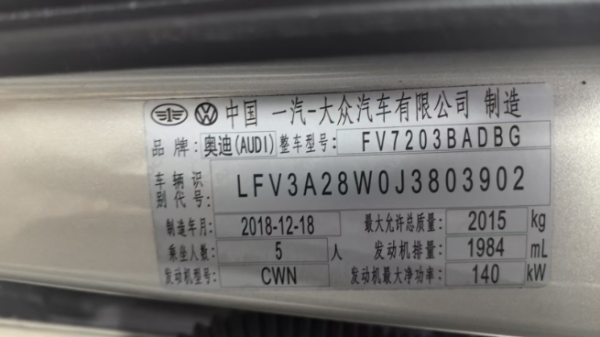 中国 一汽-大众汽车有限公司 制造
品 牌: 奥迪(AUDI) 整车型号: FV7203BADBG
车 辆 识 别 代 号: LFV3A28W0J3803902
制造年月: 2018-12-18 最大允许总质量: 2015 kg
乘坐人数: 5 人 发动机排量: 1984 mL
发动机型号: CWN 发动机最大净功率: 140 kW